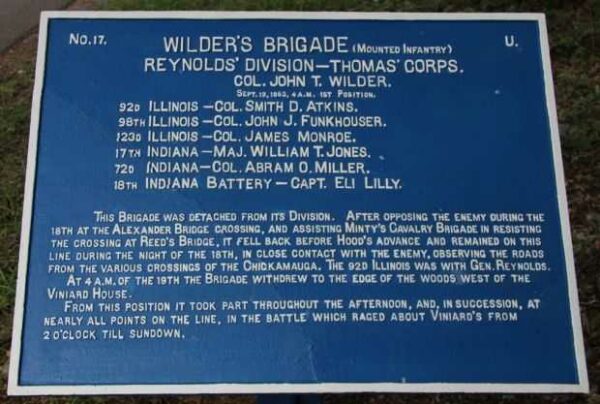 No. 17.
WILDER'S BRIGADE (MOUNTED INFANTRY)
U.
REYNOLDS' DIVISION—THOMAS' CORPS.
COL. JOHN T. WILDER.
SEPT. 19, 1863, 4 A.M. 1ST POSITION.
92D ILLINOIS—COL. SMITH D. ATKINS.
98TH ILLINOIS—COL. JOHN J. FUNKHOUSER.
123D ILLINOIS—COL. JAMES MONROE.
17TH INDIANA—MAJ. WILLIAM T. JONES.
72D INDIANA—COL. ABRAM O. MILLER.
18TH INDIANA BATTERY—CAPT. ELI LILLY.
THIS BRIGADE WAS DETACHED FROM ITS DIVISION. AFTER OPPOSING THE ENEMY DURING THE
18TH AT THE ALEXANDER BRIDGE CROSSING, AND ASSISTING MINTY'S CAVALRY BRIGADE IN RESISTING
THE CROSSING AT REED'S BRIDGE, IT FELL BACK BEFORE HOOD'S ADVANCE AND REMAINED ON THIS
LINE DURING THE NIGHT OF THE 18TH, IN CLOSE CONTACT WITH THE ENEMY, OBSERVING THE ROADS
FROM THE VARIOUS CROSSINGS OF THE CHICKAMAUGA. THE 92D ILLINOIS WAS WITH GEN. REYNOLDS.
AT 4 A.M. OF THE 19TH THE BRIGADE WITHDREW TO THE EDGE OF THE WOODS WEST OF THE
VINIARD HOUSE.
FROM THIS POSITION IT TOOK PART THROUGHOUT THE AFTERNOON, AND, IN SUCCESSION, AT
NEARLY ALL POINTS ON THE LINE, IN THE BATTLE WHICH RAGED ABOUT VINIARD'S FROM
2 O'CLOCK TILL SUNDOWN.